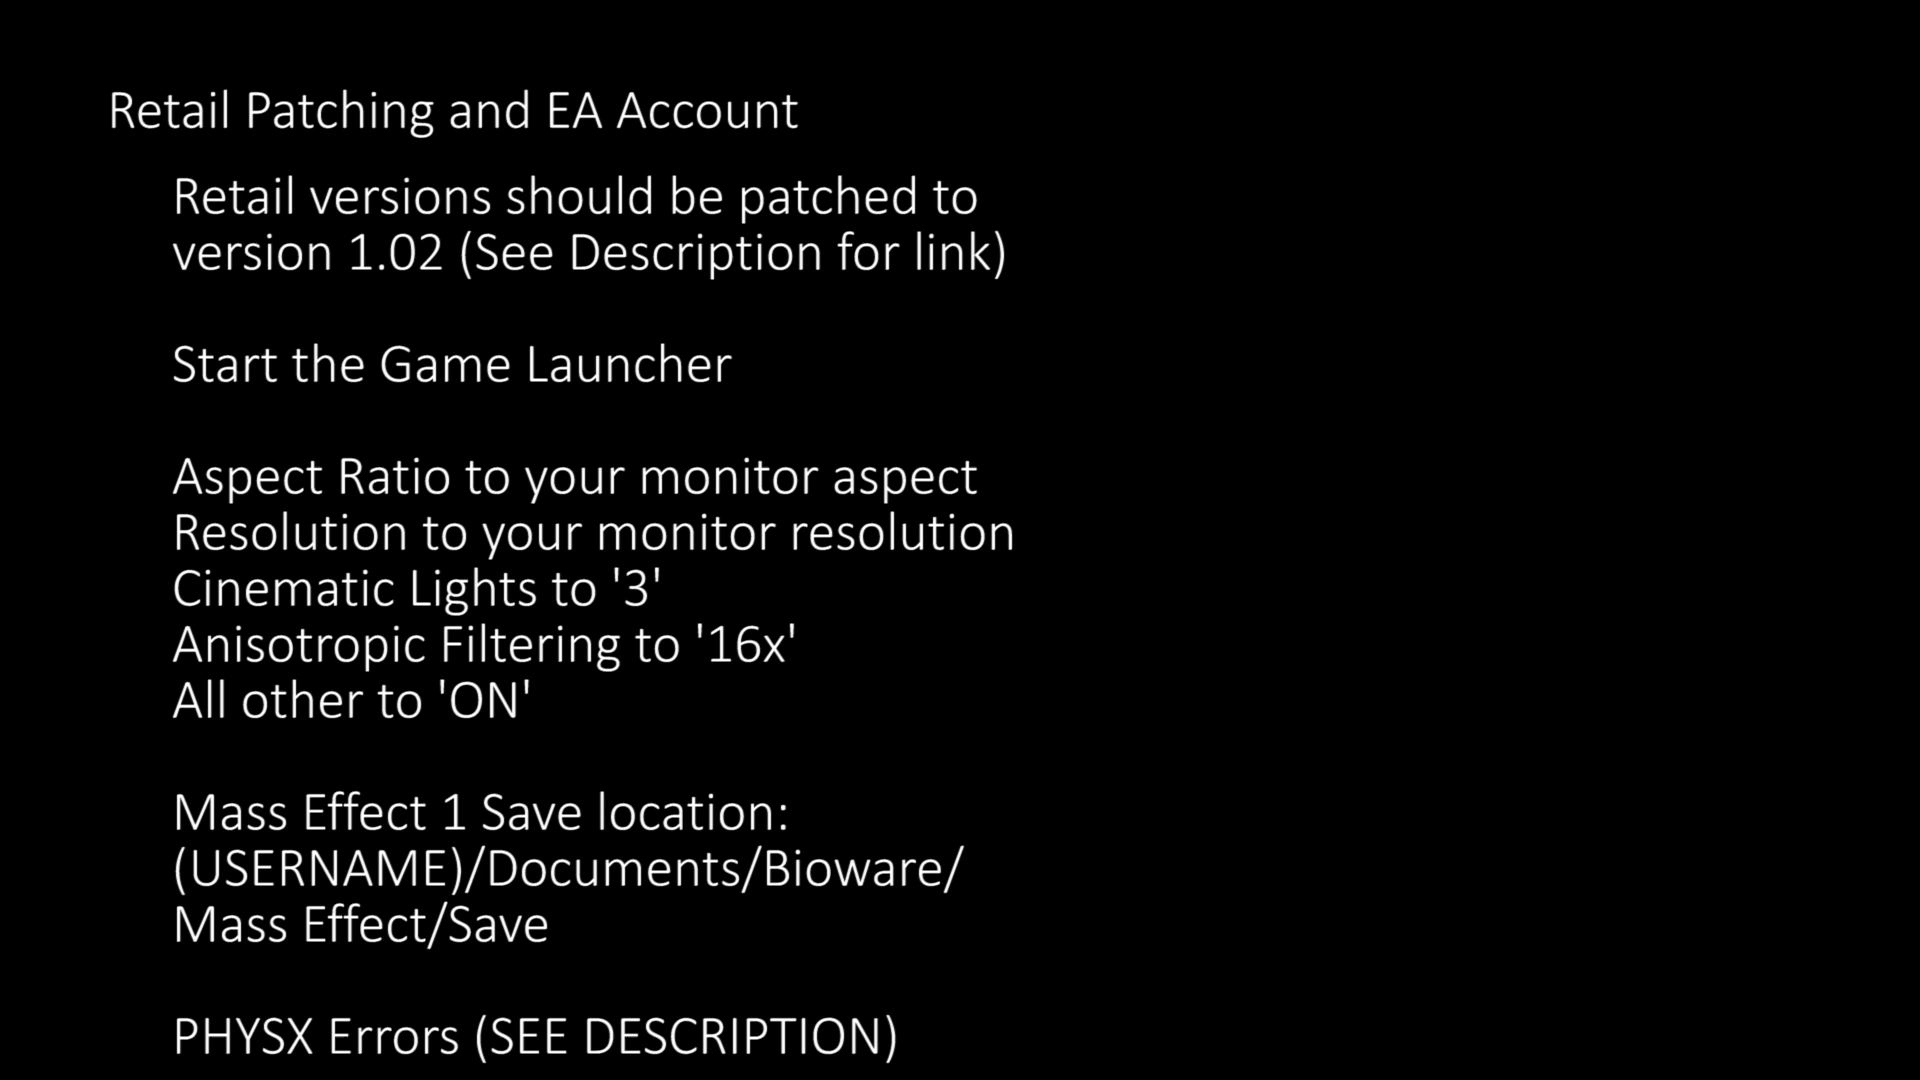 Retail Patching and EA Account
Retail versions should be patched to
version 1.02 (See Description for link)
Start the Game Launcher
Aspect Ratio to your monitor aspect
Resolution to your monitor resolution
Cinematic Lights to '3'
Anisotropic Filtering to '16x'
All other to 'ON'
Mass Effect 1 Save location:
(USERNAME)/Documents/Bioware/
Mass Effect/Save
PHYSX Errors (SEE DESCRIPTION)